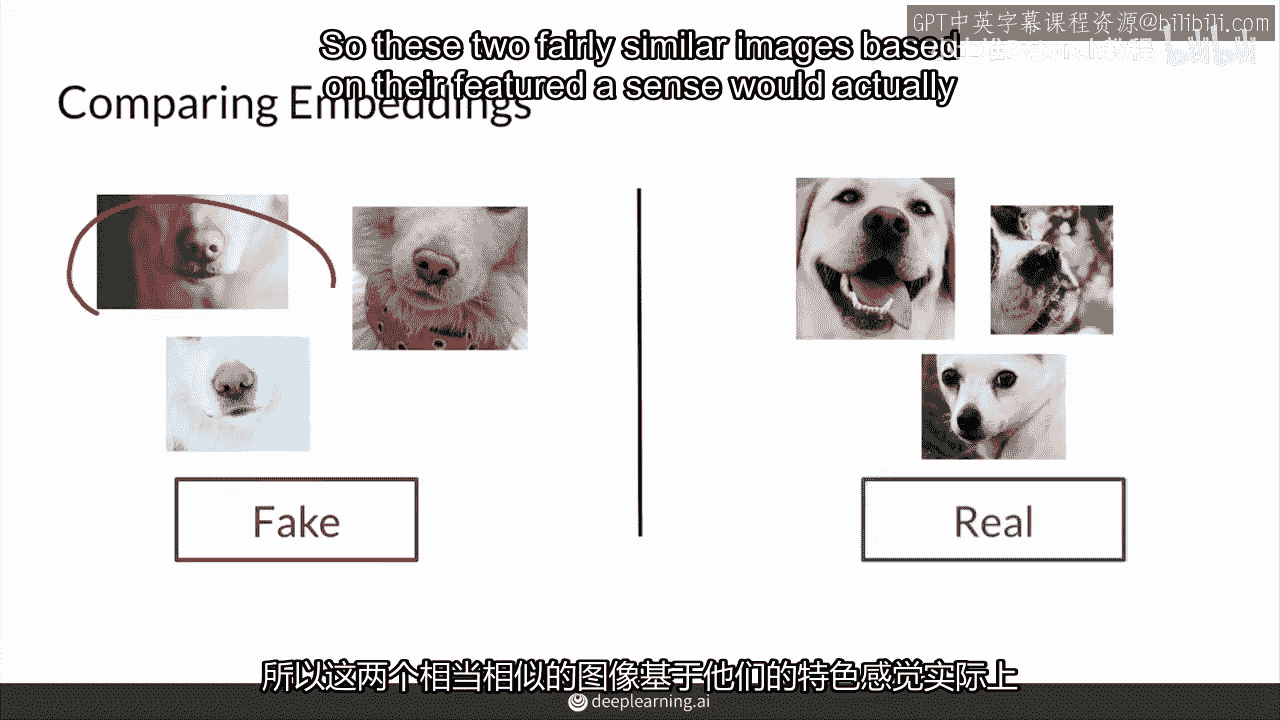 GPT中英字幕课程资源@bilibili.com
So these two fairly similar images based
on their featured a sense would actually
Comparing Embeddings
Fake
Real
所以这两个相当相似的图像基于他们的特色感觉实际上
deeplearning.ai